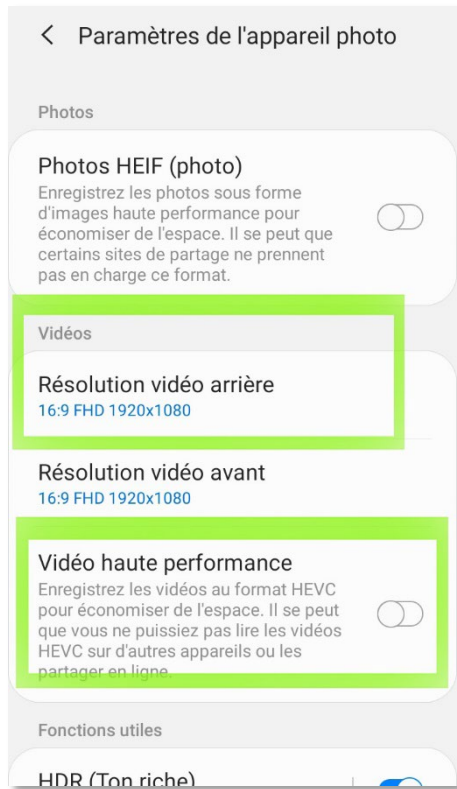 Paramètres de l'appareil photo
Photos
Photos HEIF (photo)
Enregistrez les photos sous forme
d'images haute performance pour
économiser de l'espace. Il se peut que
certains sites de partage ne prennent
pas en charge ce format.
Vidéos
Résolution vidéo arrière
16:9 FHD 1920x1080
Résolution vidéo avant
16:9 FHD 1920x1080
Vidéo haute performance
Enregistrez les vidéos au format HEVC
pour économiser de l'espace. Il se peut
que vous ne puissiez pas lire les vidéos
HEVC sur d'autres appareils ou les
partager en ligne.
Fonctions utiles
HDR (Ton riche)